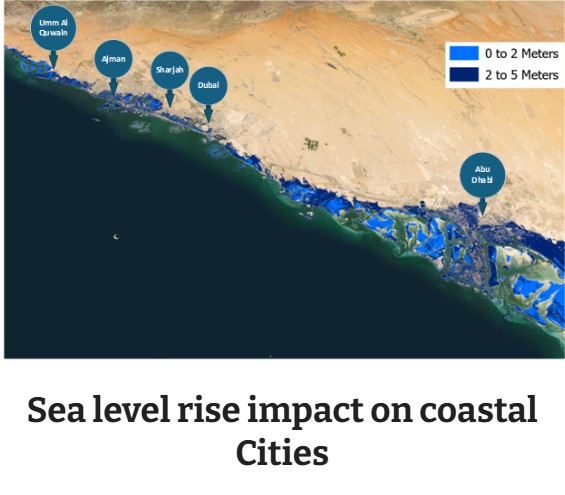 Umm Al
Quwain
Ajman
Sharjah
Dubai
Abu
Dhabi
0 to 2 Meters
2 to 5 Meters
Sea level rise impact on coastal
Cities